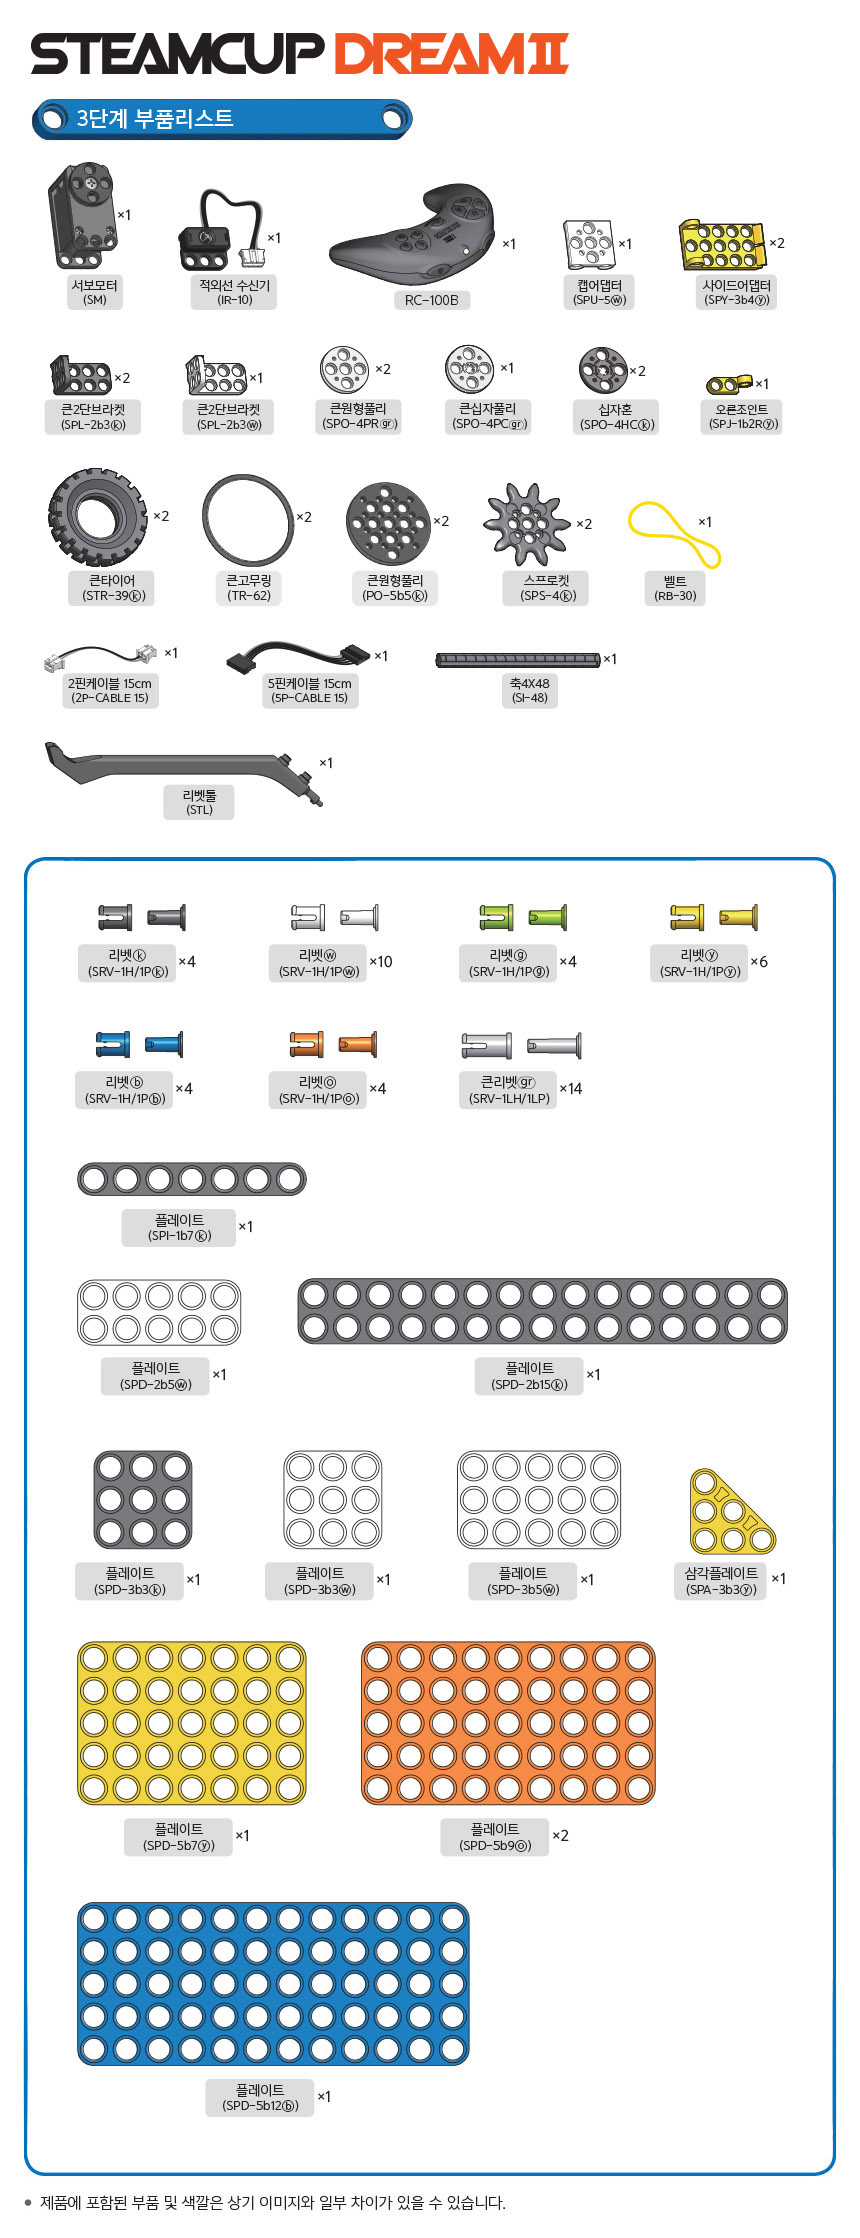 STEAMCUP DREAMⅡ
3단계 부품리스트
×1
×1
×1
×1
×2
서보모터
(SM)
적외선 수신기
(IR-10)
RC-100B
캡어댑터
(SPU-5ⓦ)
사이드어댑터
(SPY-3b4ⓨ)
×2
×1
×2
×1
×2
×1
큰2단브라켓
(SPL-2b3ⓚ)
큰2단브라켓
(SPL-2b3ⓦ)
큰원형풀리
(SPO-4PR㉾)
큰십자풀리
(SPO-4PC㉾)
십자혼
(SPO-4HCⓚ)
오른조인트
(SPJ-1b2Rⓨ)
×2
×2
×2
×2
×1
큰타이어
(STR-39ⓚ)
큰고무링
(TR-62)
큰원형풀리
(PO-5b5ⓚ)
스프로켓
(SPS-4ⓚ)
벨트
(RB-30)
×1
×1
×1
2핀케이블 15cm
(2P-CABLE 15)
5핀케이블 15cm
(5P-CABLE 15)
축4X48
(SI-48)
×1
리벳툴
(STL)
리벳ⓚ
(SRV-1H/1Pⓚ)
×4
리벳ⓦ
(SRV-1H/1Pⓦ)
×10
리벳ⓖ
(SRV-1H/1Pⓖ)
×4
리벳ⓨ
(SRV-1H/1Pⓨ)
×6
리벳ⓑ
(SRV-1H/1Pⓑ)
×4
리벳ⓞ
(SRV-1H/1Pⓞ)
×4
큰리벳gr
(SRV-1LH/1LP)
×14
플레이트
(SPI-1b7ⓚ)
×1
플레이트
(SPD-2b5ⓦ)
×1
플레이트
(SPD-2b15ⓚ)
×1
플레이트
(SPD-3b3ⓚ)
×1
플레이트
(SPD-3b3ⓦ)
×1
플레이트
(SPD-3b5ⓦ)
×1
삼각플레이트
(SPA-3b3ⓨ)
×1
플레이트
(SPD-5b7ⓨ)
×1
플레이트
(SPD-5b9ⓞ)
×2
플레이트
(SPD-5b12ⓑ)
×1
● 제품에 포함된 부품 및 색깔은 상기 이미지와 일부 차이가 있을 수 있습니다.